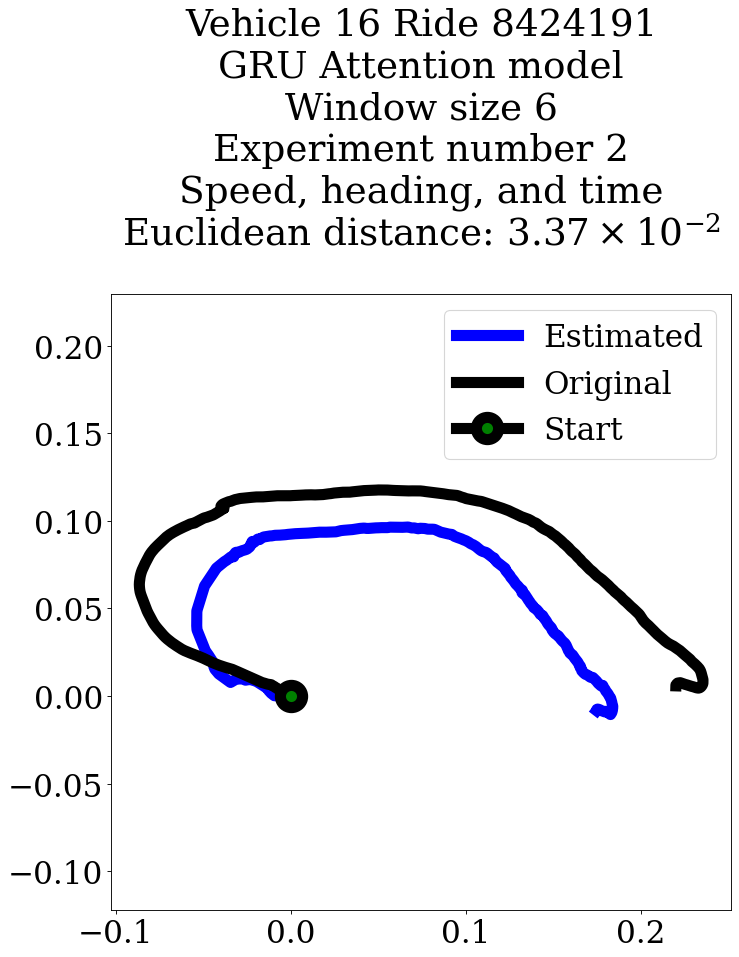 Vehicle 16 Ride 8424191
GRU Attention model
Window size 6
Experiment number 2
Speed, heading, and time
Euclidean distance: 3.37 × 10⁻²
Estimated
Original
Start
0.20
0.15
0.10
0.05
0.00
−0.05
−0.10
−0.1 0.0 0.1 0.2